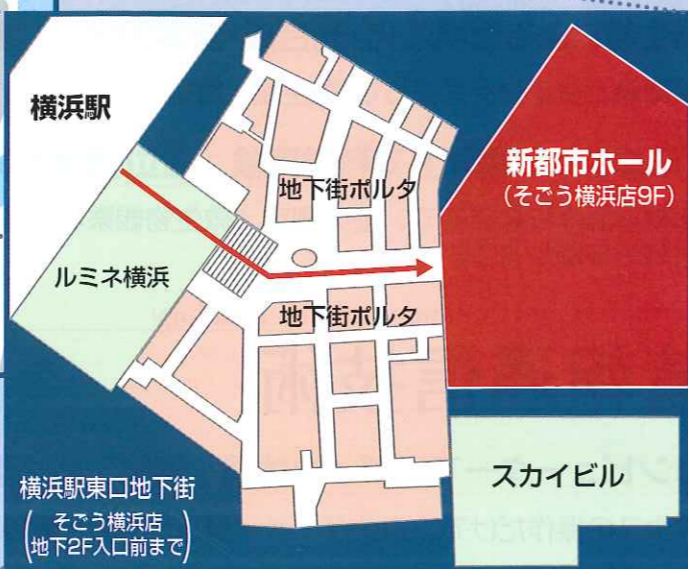 横浜駅
新都市ホール
(そごう横浜店9F)
地下街ポルタ
ルミネ横浜
地下街ポルタ
スカイビル
横浜駅東口地下街
(そごう横浜店
地下2F入口前まで)